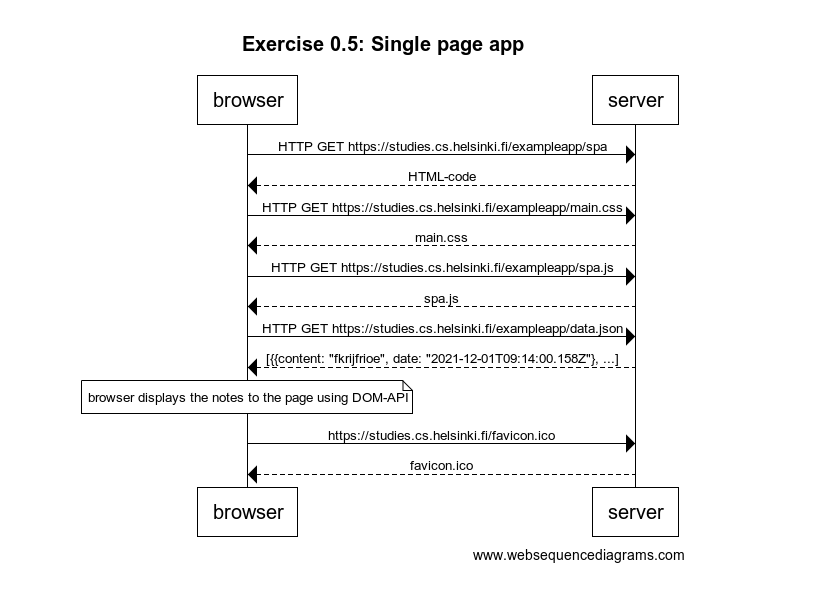 Exercise 0.5: Single page app
browser
server
HTTP GET https://studies.cs.helsinki.fi/exampleapp/spa
HTML-code
HTTP GET https://studies.cs.helsinki.fi/exampleapp/main.css
main.css
HTTP GET https://studies.cs.helsinki.fi/exampleapp/spa.js
spa.js
HTTP GET https://studies.cs.helsinki.fi/exampleapp/data.json
[{{content: "fkrijfrioe", date: "2021-12-01T09:14:00.158Z"}, ...]
browser displays the notes to the page using DOM-API
https://studies.cs.helsinki.fi/favicon.ico
favicon.ico
browser
server
www.websequencediagrams.com